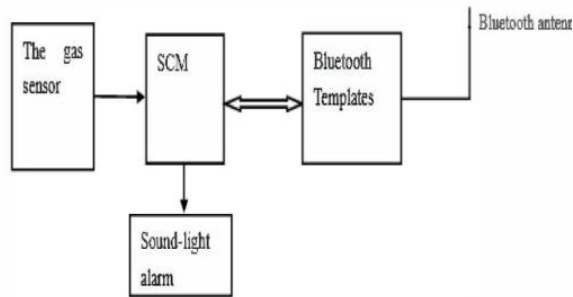 The gas
sensor
SCM
Bluetooth
Templates
Bluetooth antenn
Sound-light
alarm